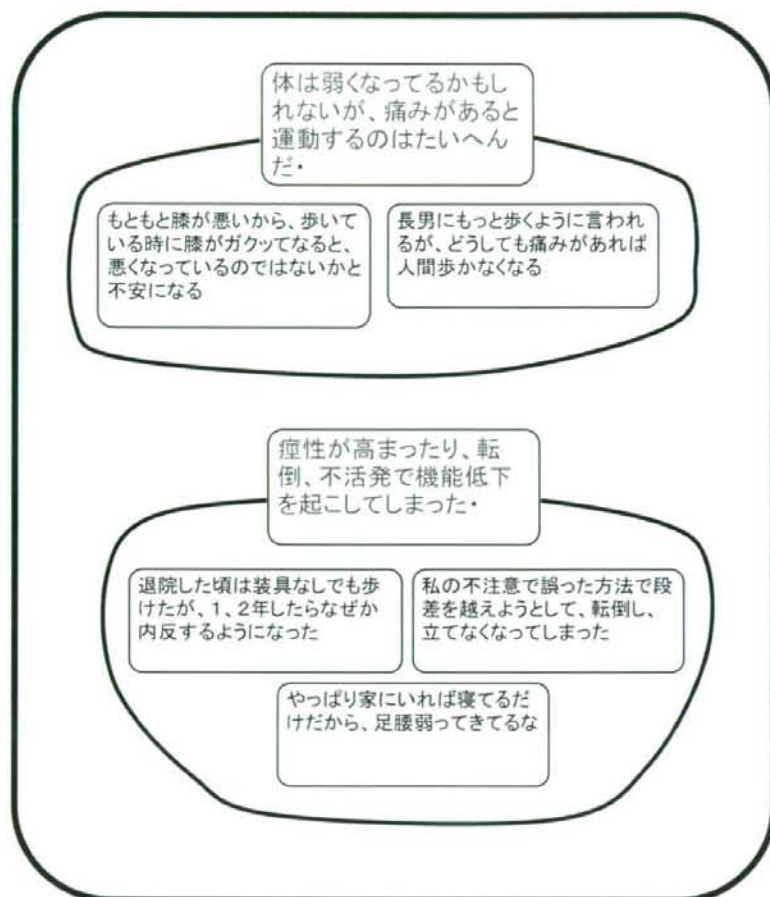 体は弱くなってるかもし
れないが、痛みがあると
運動するのはたいへん
だ・
もともと膝が悪いから、歩いて
いる時に膝がガクッてなると、
悪くなっているのではないかと
不安になる
長男にもっと歩くように言われ
るが、どうしても痛みがあれば
人間歩かなくなる
痙性が高まったり、転
倒、不活発で機能低下
を起こしてしまった・
退院した頃は装具なしでも歩
けたが、1、2年したらなぜか
内反するようになった
私の不注意で誤った方法で段
差を越えようとして、転倒し、
立てなくなってしまった
やっぱり家にいれば寝てるだ
けだから、足腰弱ってきてるな